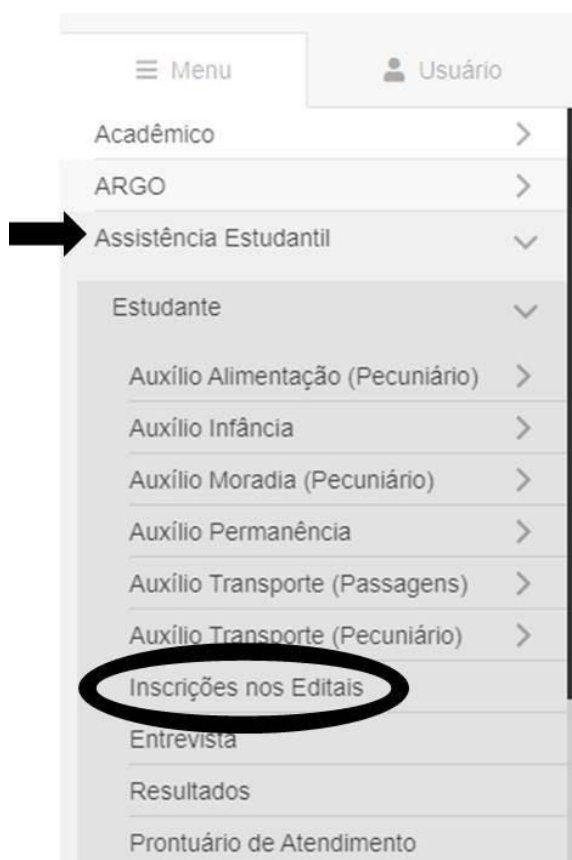 Menu
Usuário
Acadêmico
ARGO
Assistência Estudantil
Estudante
Auxílio Alimentação (Pecuniário)
Auxílio Infância
Auxílio Moradia (Pecuniário)
Auxílio Permanência
Auxílio Transporte (Passagens)
Auxílio Transporte (Pecuniário)
Inscrições nos Editais
Entrevista
Resultados
Prontuário de Atendimento